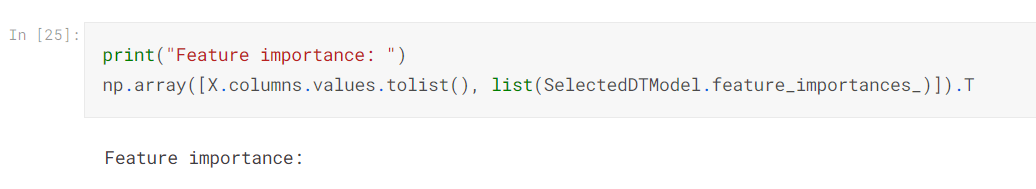 In [25]:
print("Feature importance: ")
np.array([X.columns.values.tolist(), list(SelectedDTModel.feature_importances_)]).T
Feature importance: